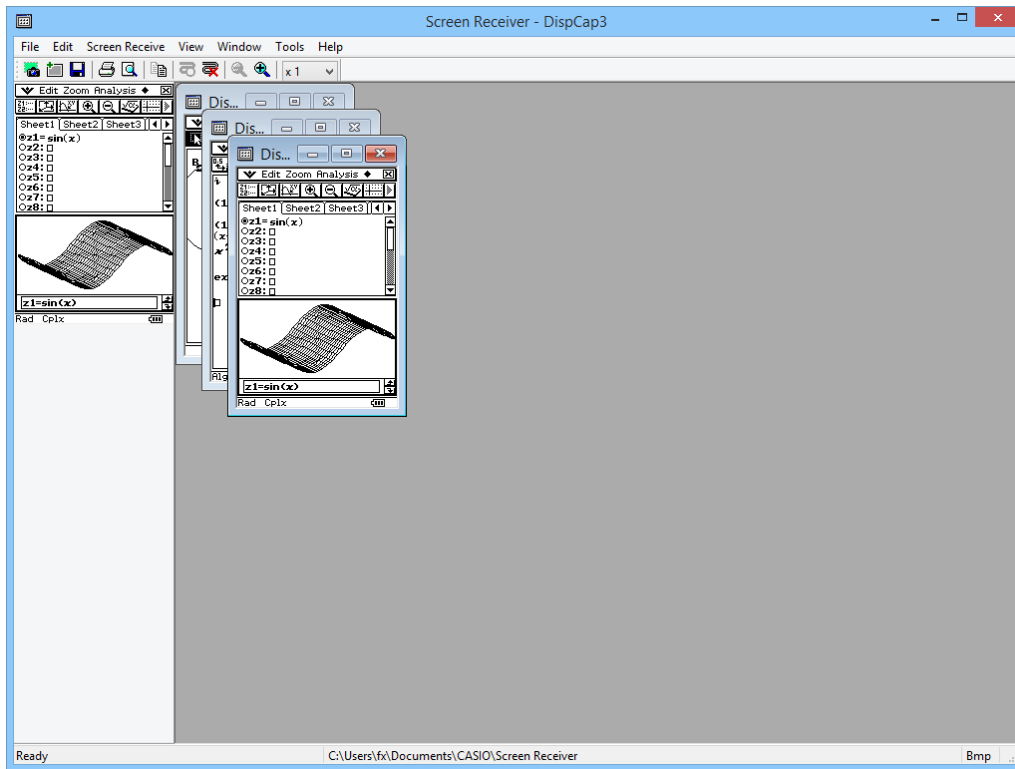 Screen Receiver - DispCap3
File Edit Screen Receive View Window Tools Help
x 1
Edit Zoom Analysis
Sheet1 Sheet2 Sheet3
z1=sin(x)
z2:
z3:
z4:
z5:
z6:
z7:
z8:
z1=sin(x)
Rad Cplx
Dis...
Dis...
(1
(1
(x
ex
Alg
Dis...
Edit Zoom Analysis
Sheet1 Sheet2 Sheet3
z1=sin(x)
z2:
z3:
z4:
z5:
z6:
z7:
z8:
z1=sin(x)
Rad Cplx
Ready C:\Users\fx\Documents\CASIO\Screen Receiver Bmp